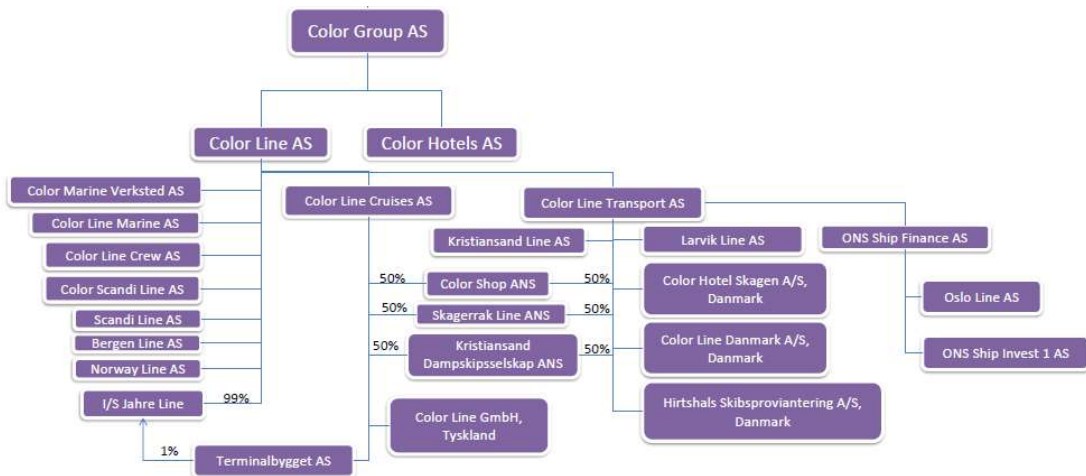 Color Group AS
Color Line AS
Color Hotels AS
Color Marine Verksted AS
Color Line Cruises AS
Color Line Transport AS
Color Line Marine AS
Kristiansand Line AS
Larvik Line AS
ONS Ship Finance AS
Color Line Crew AS
50%
Color Shop ANS
50%
Color Hotel Skagen A/S,
Danmark
Color Scandi Line AS
Oslo Line AS
50%
Skagerrak Line ANS
50%
Scandi Line AS
Bergen Line AS
50%
Kristiansand
Dampskipsselskap ANS
50%
Color Line Danmark A/S,
Danmark
ONS Ship Invest 1 AS
Norway Line AS
I/S Jahre Line
99%
Color Line GmbH,
Tyskland
Hirtshals Skibsproviantering A/S,
Danmark
1%
Terminalbygget AS